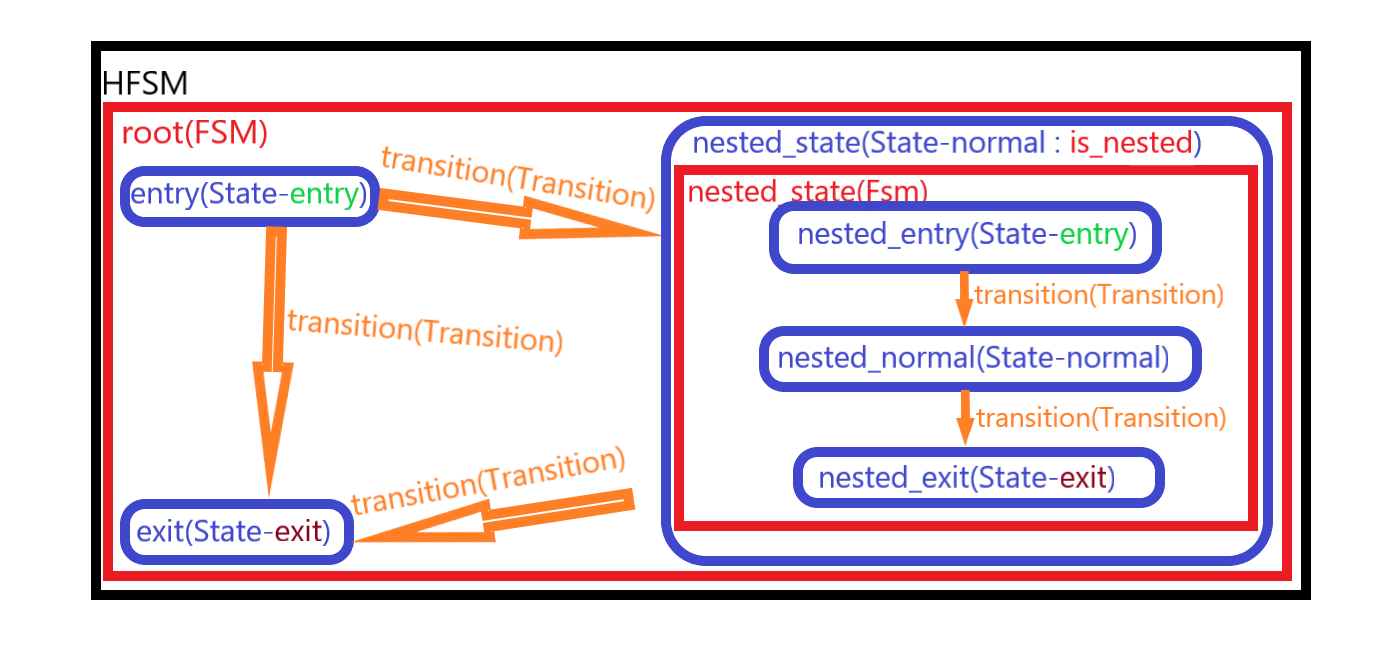 HFSM
root(FSM)
entry(State-entry)
transition(Transition)
nested_state(State-normal : is_nested)
nested_state(Fsm)
nested_entry(State-entry)
transition(Transition)
transition(Transition)
nested_normal(State-normal)
transition(Transition)
nested_exit(State-exit)
transition(Transition)
exit(State-exit)